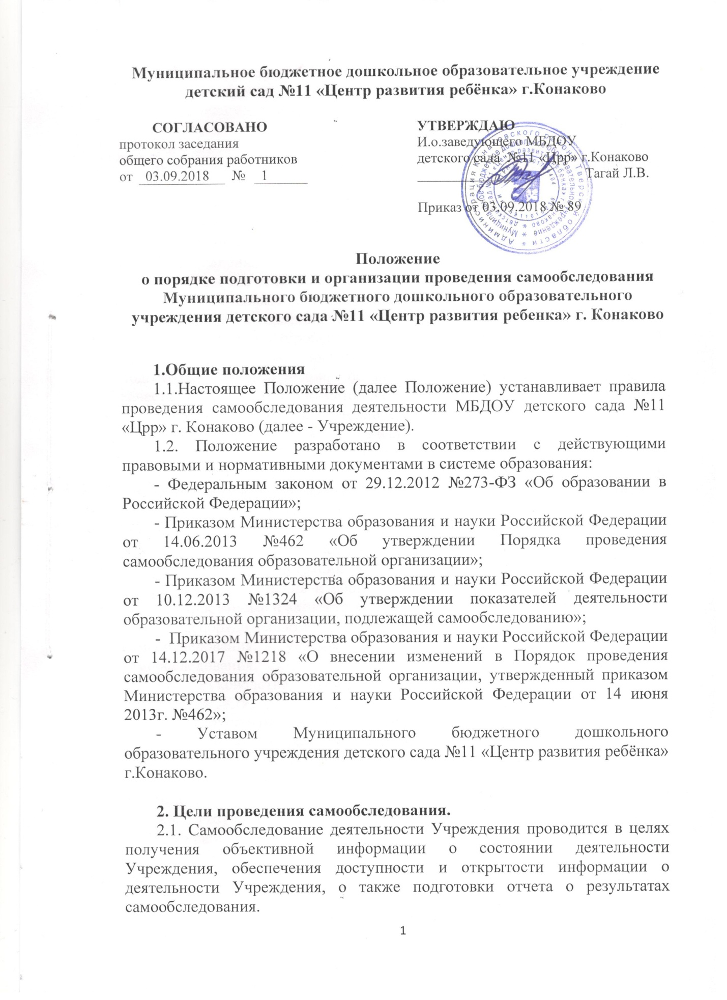 Муниципальное бюджетное дошкольное образовательное учреждение
детский сад №11 «Центр развития ребёнка» г.Конаково
СОГЛАСОВАНО
протокол заседания
общего собрания работников
от 03.09.2018 № 1
УТВЕРЖДАЮ
И.о.заведующего МБДОУ
детского сада №11 «Црр» г.Конаково
Тагай Л.В.
Приказ от 03.09.2018 № 89
Администрация Конаковского района Тверской области
Положение
о порядке подготовки и организации проведения самообследования
Муниципального бюджетного дошкольного образовательного
учреждения детского сада №11 «Центр развития ребенка» г. Конаково
1.Общие положения
1.1.Настоящее Положение (далее Положение) устанавливает правила
проведения самообследования деятельности МБДОУ детского сада №11
«Црр» г. Конаково (далее - Учреждение).
1.2. Положение разработано в соответствии с действующими
правовыми и нормативными документами в системе образования:
- Федеральным законом от 29.12.2012 №273-ФЗ «Об образовании в
Российской Федерации»;
- Приказом Министерства образования и науки Российской Федерации
от 14.06.2013 №462 «Об утверждении Порядка проведения
самообследования образовательной организации»;
- Приказом Министерства образования и науки Российской Федерации
от 10.12.2013 №1324 «Об утверждении показателей деятельности
образовательной организации, подлежащей самообследованию»;
- Приказом Министерства образования и науки Российской Федерации
от 14.12.2017 №1218 «О внесении изменений в Порядок проведения
самообследования образовательной организации, утвержденный приказом
Министерства образования и науки Российской Федерации от 14 июня
2013г. №462»;
- Уставом Муниципального бюджетного дошкольного
образовательного учреждения детского сада №11 «Центр развития ребёнка»
г.Конаково.
2. Цели проведения самообследования.
2.1. Самообследование деятельности Учреждения проводится в целях
получения объективной информации о состоянии деятельности
Учреждения, обеспечения доступности и открытости информации о
деятельности Учреждения, о также подготовки отчета о результатах
самообследования.
1